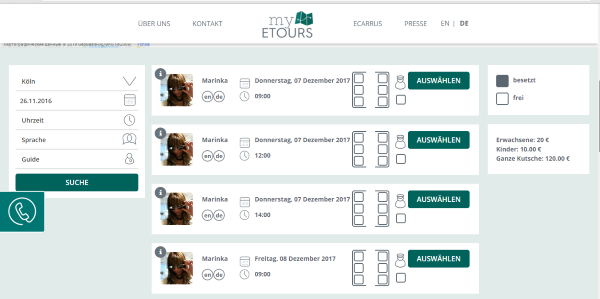 ÜBER UNS
KONTAKT
my
ETOURS
ECARRUS
PRESSE
EN | DE
Köln
26.11.2016
Uhrzeit
Sprache
Guide
SUCHE
Marinka
en de
Donnerstag, 07 Dezember 2017
09:00
AUSWÄHLEN
Marinka
en de
Donnerstag, 07 Dezember 2017
12:00
AUSWÄHLEN
Marinka
en de
Donnerstag, 07 Dezember 2017
14:00
AUSWÄHLEN
Marinka
en de
Freitag, 08 Dezember 2017
09:00
AUSWÄHLEN
besetzt
frei
Erwachsene: 20 €
Kinder: 10.00 €
Ganze Kutsche: 120.00 €